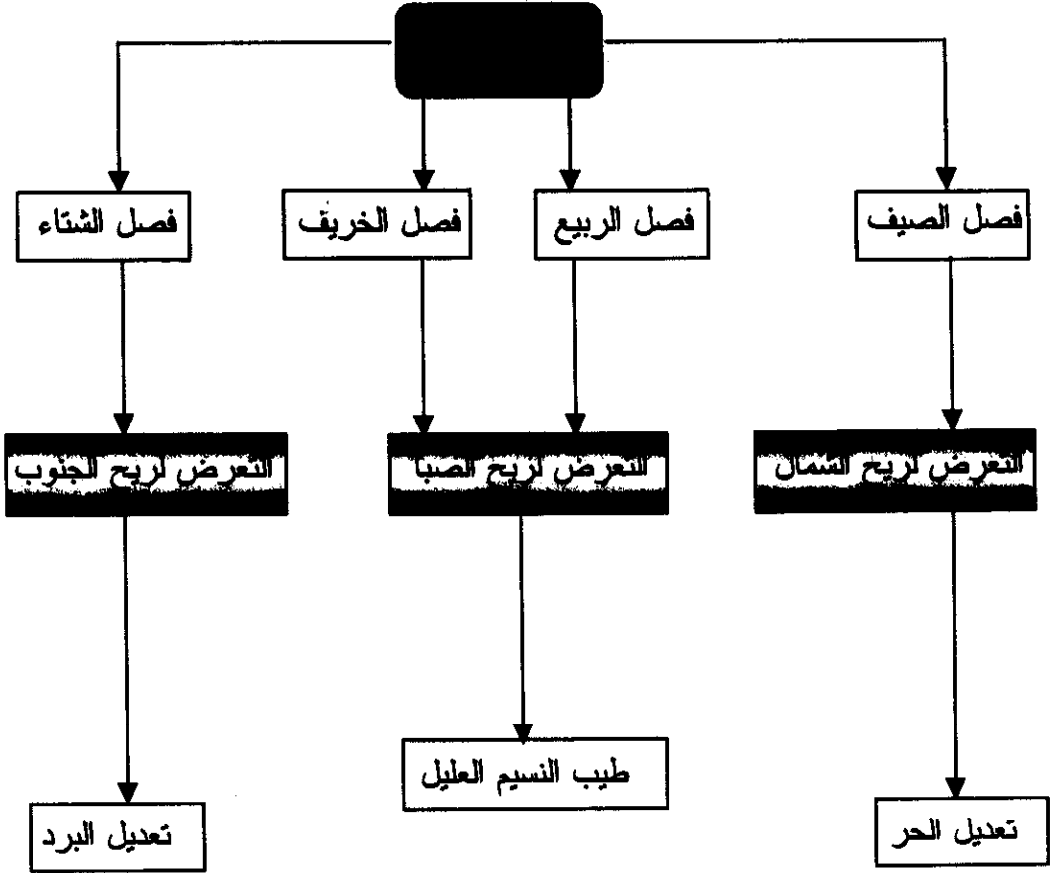 فصل الصيف
فصل الربيع
فصل الخريف
فصل الشتاء
التعرض لريح الشمال
التعرض لريح الصبا
التعرض لريح الجنوب
طيب النسيم العليل
تعديل الحر
تعديل البرد